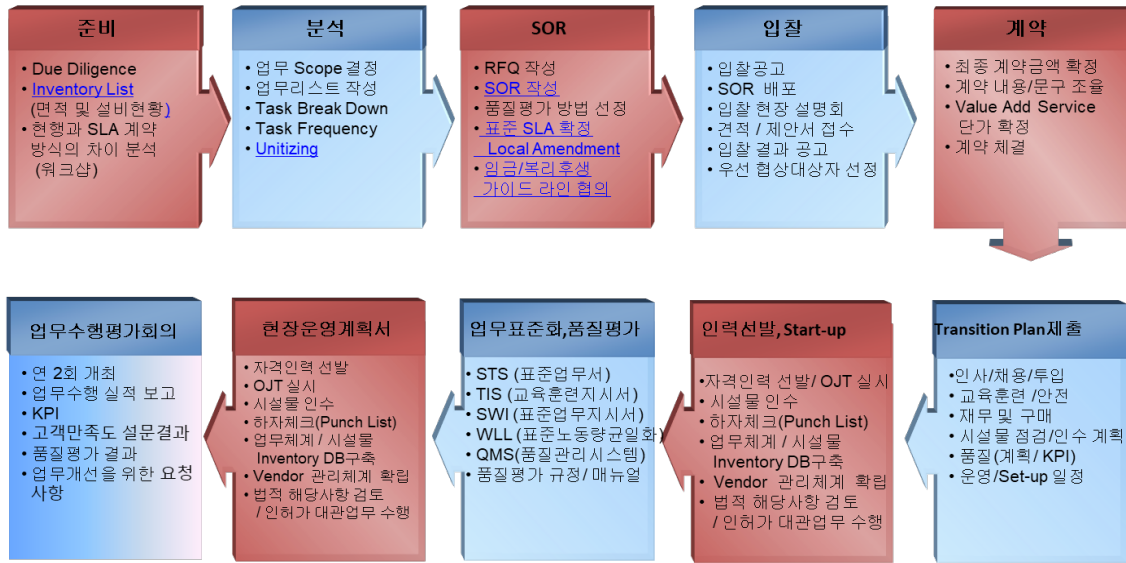 준비
• Due Diligence
• Inventory List
(면적 및 설비현황)
• 현행과 SLA 계약
방식의 차이 분석
(워크샵)
분석
• 업무 Scope 결정
• 업무리스트 작성
• Task Break Down
• Task Frequency
• Unitizing
SOR
• RFQ 작성
• SOR 작성
• 품질평가 방법 선정
• 표준 SLA 확정
Local Amendment
• 임금/복리후생
가이드 라인 협의
입찰
• 입찰공고
• SOR 배포
• 입찰 현장 설명회
• 견적 / 제안서 접수
• 입찰 결과 공고
• 우선 협상대상자 선정
계약
• 최종 계약금액 확정
• 계약 내용/문구 조율
• Value Add Service
단가 확정
• 계약 체결
업무수행평가회의
• 연 2회 개최
• 업무수행 실적 보고
• KPI
• 고객만족도 설문결과
• 품질평가 결과
• 업무개선을 위한 요청
사항
현장운영계획서
• 자격인력 선발
• OJT 실시
• 시설물 인수
• 하자체크(Punch List)
• 업무체계 / 시설물
Inventory DB구축
• Vendor 관리체계 확립
• 법적 해당사항 검토
/ 인허가 대관업무 수행
업무표준화,품질평가
• STS (표준업무서)
• TIS (교육훈련지시서)
• SWI (표준업무지시서)
• WLL (표준노동량균일화)
• QMS(품질관리시스템)
• 품질평가 규정/ 매뉴얼
인력선발, Start-up
•자격인력 선발/ OJT 실시
• 시설물 인수
• 하자체크(Punch List)
• 업무체계 / 시설물
Inventory DB구축
• Vendor 관리체계 확립
• 법적 해당사항 검토
/ 인허가 대관업무 수행
Transition Plan제출
• 인사/채용/투입
• 교육훈련 /안전
• 재무 및 구매
• 시설물 점검/인수 계획
• 품질(계획/ KPI)
• 운영/Set-up 일정